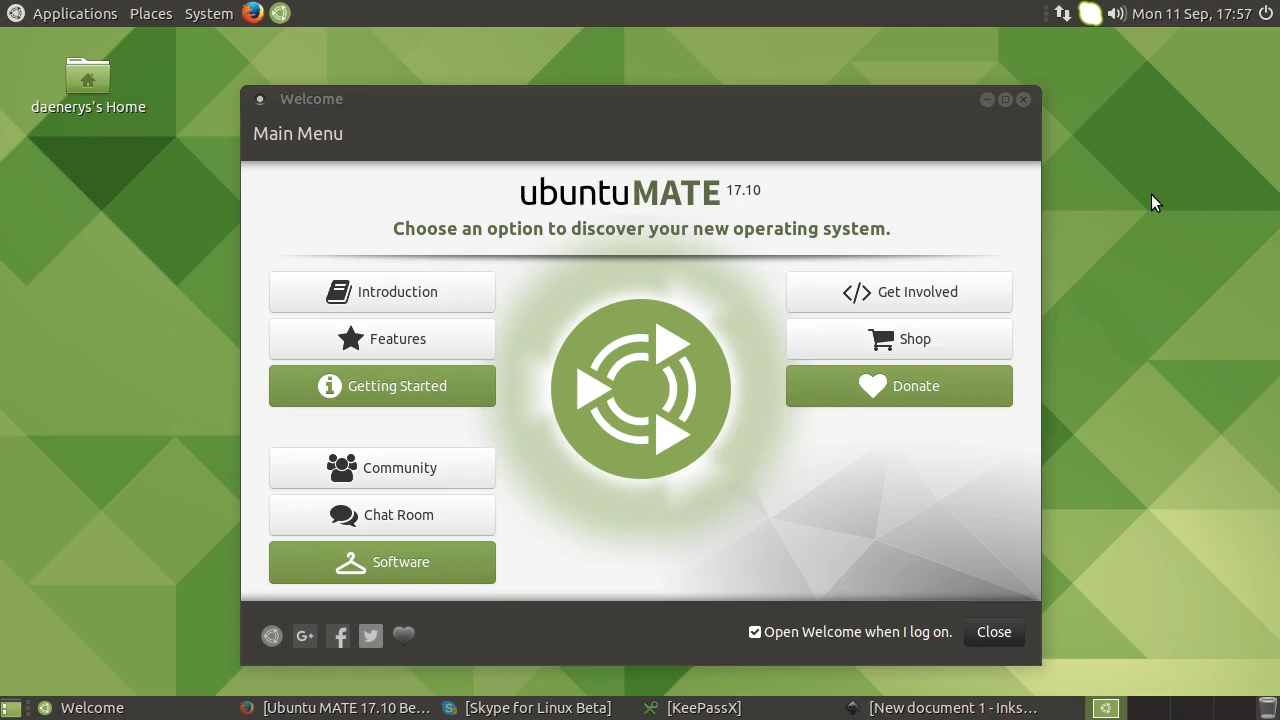 Applications Places System Mon 11 Sep, 17:57
daenerys's Home
Welcome
Main Menu
ubuntu MATE 17.10
Choose an option to discover your new operating system.
Introduction
Features
Getting Started
Community
Chat Room
Software
Get Involved
Shop
Donate
G+ f
Open Welcome when I log on. Close
Welcome [Ubuntu MATE 17.10 Be... [Skype for Linux Beta] [KeePassX] [New document 1 - Inks...